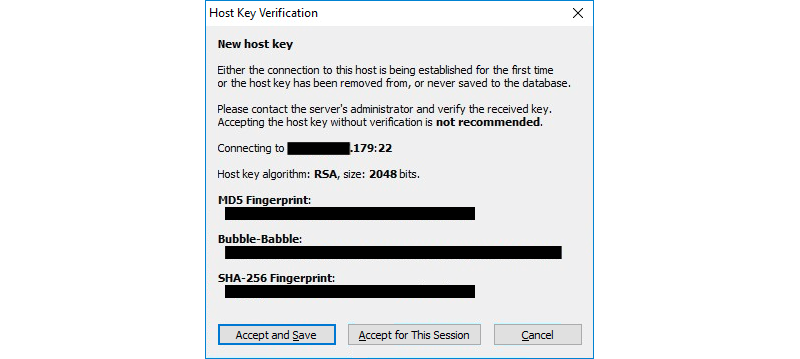 Host Key Verification
New host key
Either the connection to this host is being established for the first time
or the host key has been removed from, or never saved to the database.
Please contact the server's administrator and verify the received key.
Accepting the host key without verification is not recommended.
Connecting to .179:22
Host key algorithm: RSA, size: 2048 bits.
MD5 Fingerprint:
Bubble-Babble:
SHA-256 Fingerprint:
Accept and Save Accept for This Session Cancel